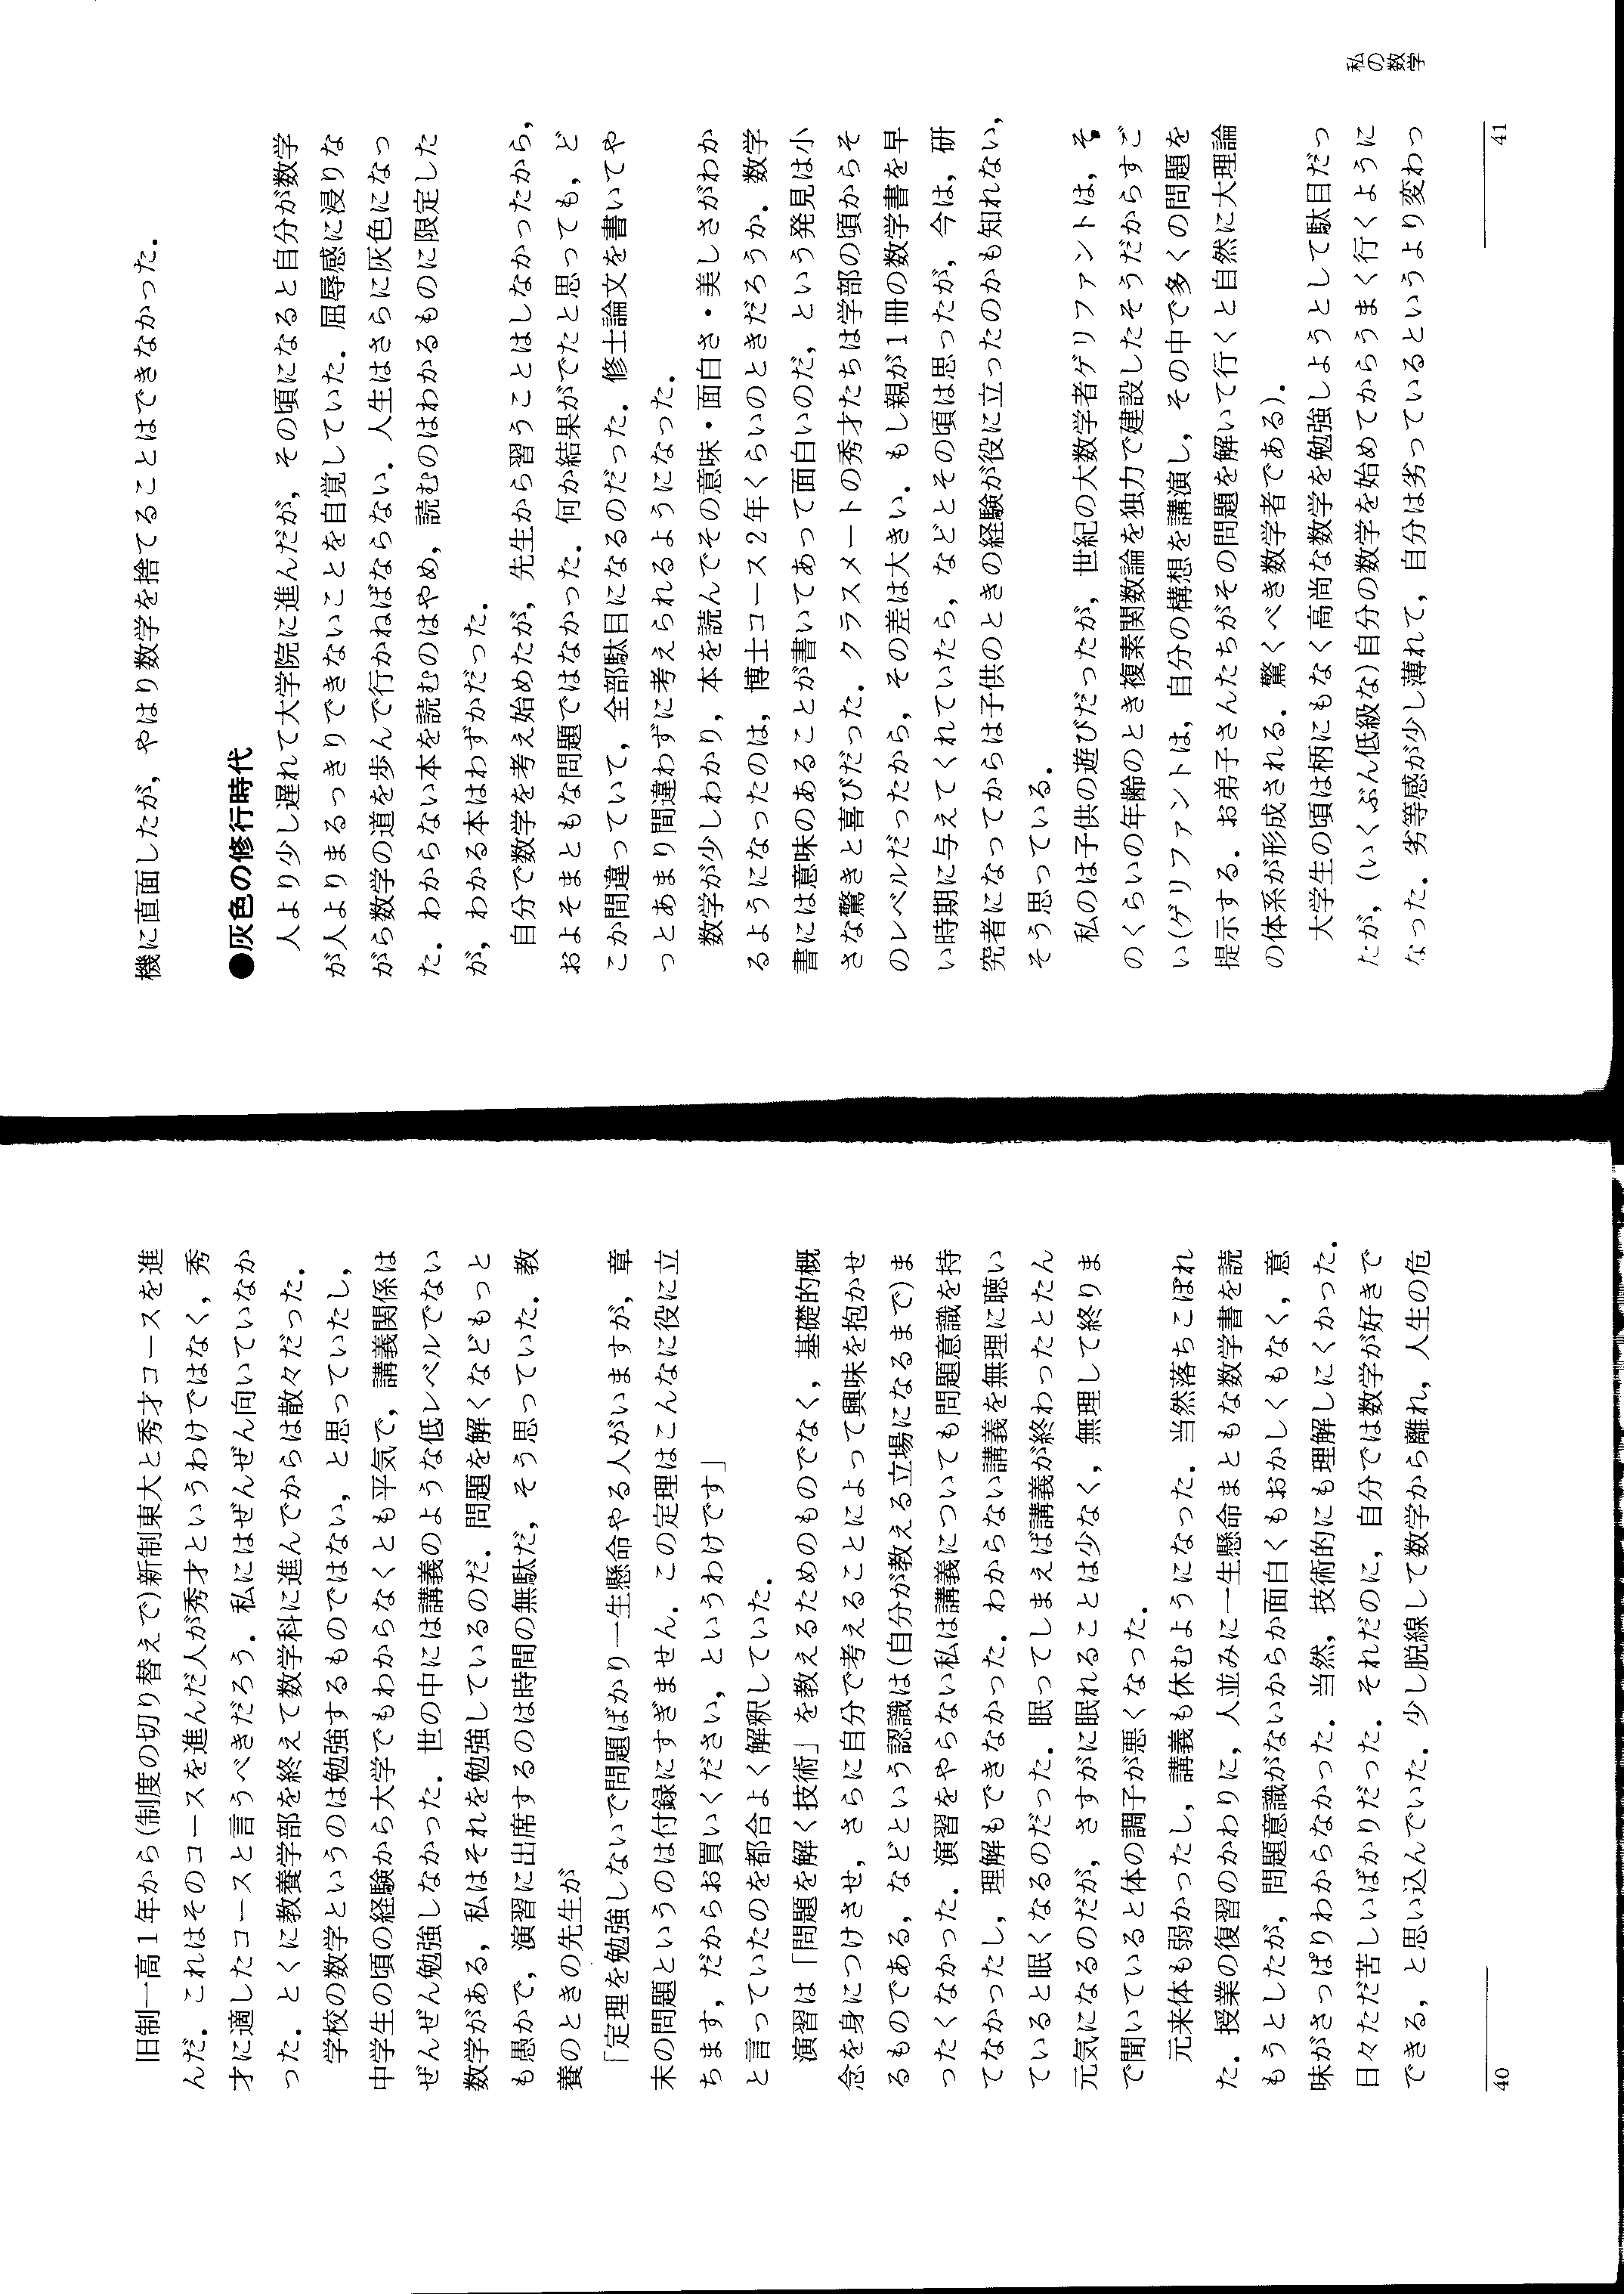 旧制一高1年から(制度の切り替えで)新制東大と秀才コースを進
んだ．これはそのコースを進んだ人が秀才というわけではなく，秀
才に適したコースと言うべきだろう．私にはぜんぜん向いていなか
った．とくに教養学部を終えて数学科に進んでからは散々だった．
学校の数学というのは勉強するものではない，と思っていたし，
中学生の頃の経験から大学でもわからなくとも平気で，講義関係は
ぜんぜん勉強しなかった．世の中には講義のような低レベルでない
数学がある，私はそれを勉強しているのだ．問題を解くなどもっと
も愚かで，演習に出席するのは時間の無駄だ，そう思っていた．教
養のときの先生が
「定理を勉強しないで問題ばかり一生懸命やる人がいますが，章
末の問題というのは付録にすぎません．この定理はこんなに役に立
ちます，だからお買いください，というわけです」
と言っていたのを都合よく解釈していた．
演習は「問題を解く技術」を教えるためのものでなく，基礎的概
念を身につけさせ，さらに自分で考えることによって興味を抱かせ
るものである，などという認識は(自分が教える立場になるまで)ま
ったくなかった．演習をやらない私は講義についても問題意識を持
てなかったし，理解もできなかった．わからない講義を無理に聴い
ていると眠くなるのだった．眠ってしまえば講義が終わったとたん
元気になるのだが，さすがに眠れることは少なく，無理して終りま
で聞いていると体の調子が悪くなった．
元来体も弱かったし，講義も休むようになった．当然落ちこぼれ
た．授業の復習のかわりに，人並みに一生懸命まともな数学書を読
もうとしたが，問題意識がないからか面白くもおかしくもなく，意
味がさっぱりわからなかった．当然，技術的にも理解しにくかった．
日々ただ苦しいばかりだった．それだのに，自分では数学が好きで
できる，と思い込んでいた．少し脱線して数学から離れ，人生の危
40
機に直面したが，やはり数学を捨てることはできなかった．
●灰色の修行時代
人より少し遅れて大学院に進んだが，その頃になると自分が数学
が人よりまるっきりできないことを自覚していた．屈辱感に浸りな
がら数学の道を歩んで行かねばならない．人生はさらに灰色になっ
た．わからない本を読むのはやめ，読むのはわかるものに限定した
が，わかる本はわずかだった．
自分で数学を考え始めたが，先生から習うことはしなかったから，
およそまともな問題ではなかった．何か結果がでたと思っても，ど
こか間違っていて，全部駄目になるのだった．修士論文を書いてや
っとあまり間違わずに考えられるようになった．
数学が少しわかり，本を読んでその意味・面白さ・美しさがわか
るようになったのは，博士コース2年くらいのときだろうか．数学
書には意味のあることが書いてあって面白いのだ，という発見は小
さな驚きと喜びだった．クラスメートの秀才たちは学部の頃からそ
のレベルだったから，その差は大きい．もし親が1冊の数学書を早
い時期に与えてくれていたら，などとその頃は思ったが，今は，研
究者になってからは子供のときの経験が役に立ったのかも知れない，
そう思っている．
私のは子供の遊びだったが，世紀の大数学者ゲリファントは，そ
のくらいの年齢のとき複素関数論を独力で建設したそうだからすご
い(ゲリファントは，自分の構想を講演し，その中で多くの問題を
提示する．お弟子さんたちがその問題を解いて行くと自然に大理論
の体系が形成される．驚くべき数学者である)．
大学生の頃は柄にもなく高尚な数学を勉強しようとして駄目だっ
たが，(いくぶん低級な)自分の数学を始めてからうまく行くように
なった．劣等感が少し薄れて，自分は劣っているというより変わっ
私の数学
41